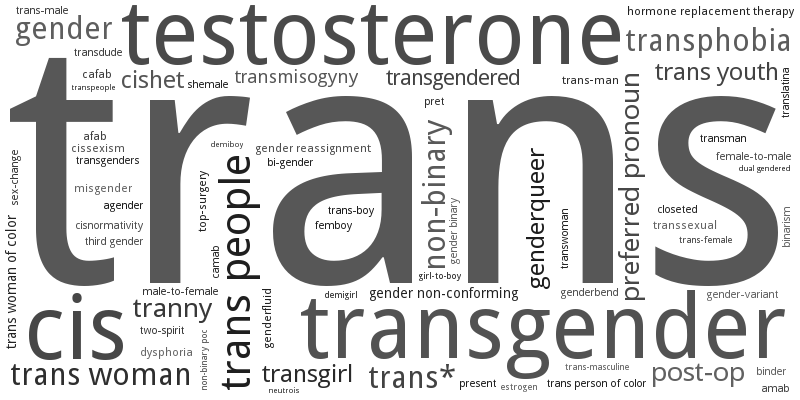 trans-male
gender
testosterone
hormone replacement therapy
transphobia
transdude
cafab
transpeople
cishet
shemale
transmisogyny
transgendered
trans-man
trans youth
translatina
trans
pret
preferred pronoun
afab
cissexism
transgenders
demiboy
gender reassignment
bi-gender
non-binary
gender binary
genderqueer
transman
female-to-male
dual gendered
sex-change
misgender
agender
cisnormativity
third gender
top-surgery
camab
trans people
trans-boy
femboy
transwoman
closeted
transsexual
trans-female
binarism
trans woman of color
girl-to-boy
male-to-female
demigirl
gender non-conforming
genderbend
gender-variant
cis
tranny
genderfluid
transgender
two-spirit
dysphoria
non-binary poc
trans woman
transgirl
neutrois
trans*
present
estrogen
trans-masculine
trans person of color
post-op
binder
amab